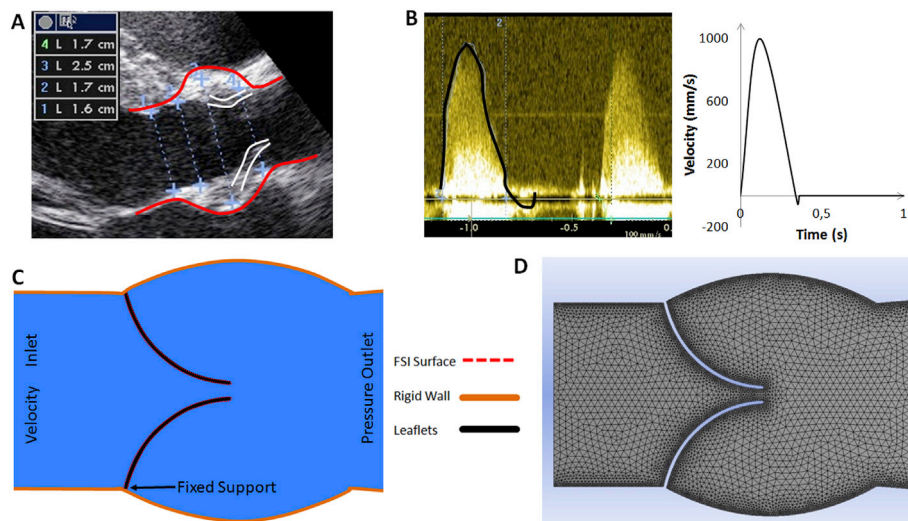 A
4 L 1.7 cm
3 L 2.5 cm
2 L 1.7 cm
1 L 1.6 cm
B
2
-1.0
-0.5
100 mm/s
0.
Velocity (mm/s)
1000
600
200
-200
0
0,5
1
Time (s)
C
Velocity Inlet
Pressure Outlet
Fixed Support
FSI Surface
Rigid Wall
Leaflets
D